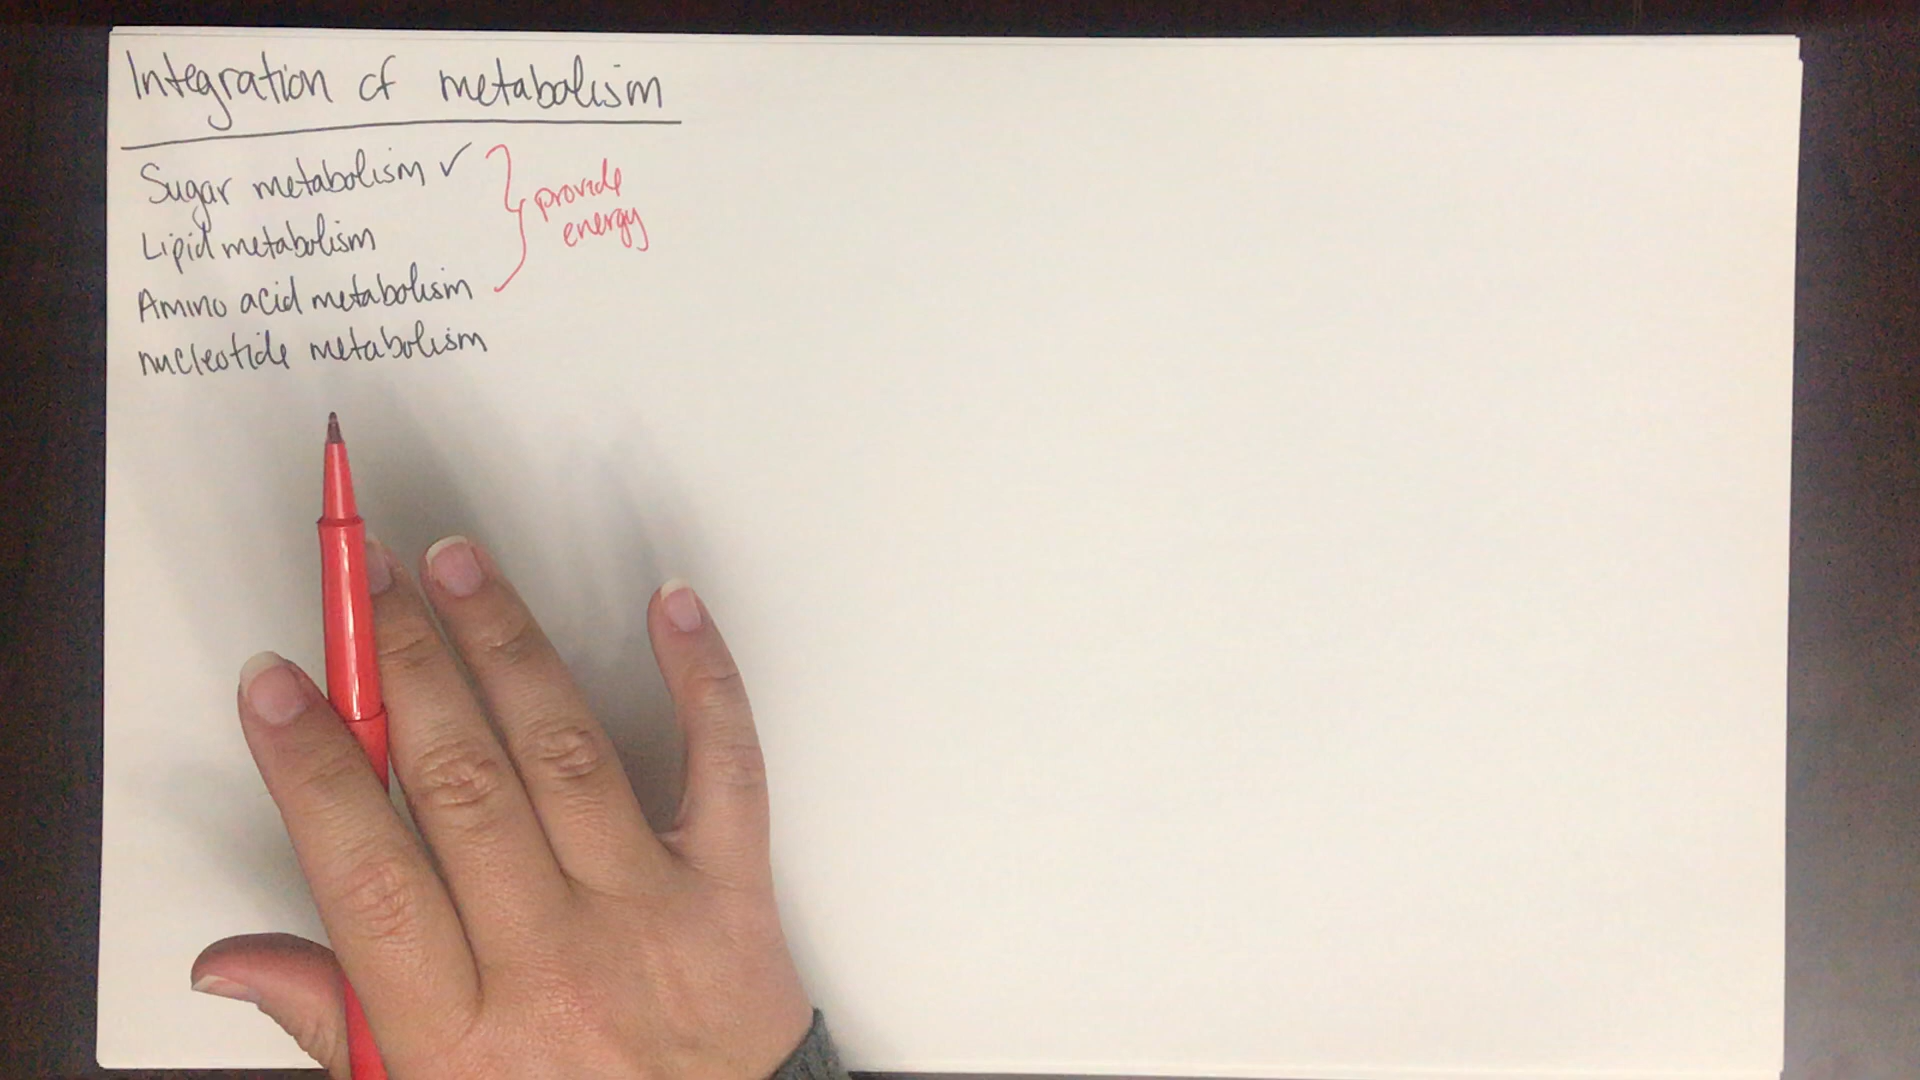 Integration of metabolism
Sugar metabolism ✓
Lipid metabolism
Amino acid metabolism
nucleotide metabolism
provide
energy